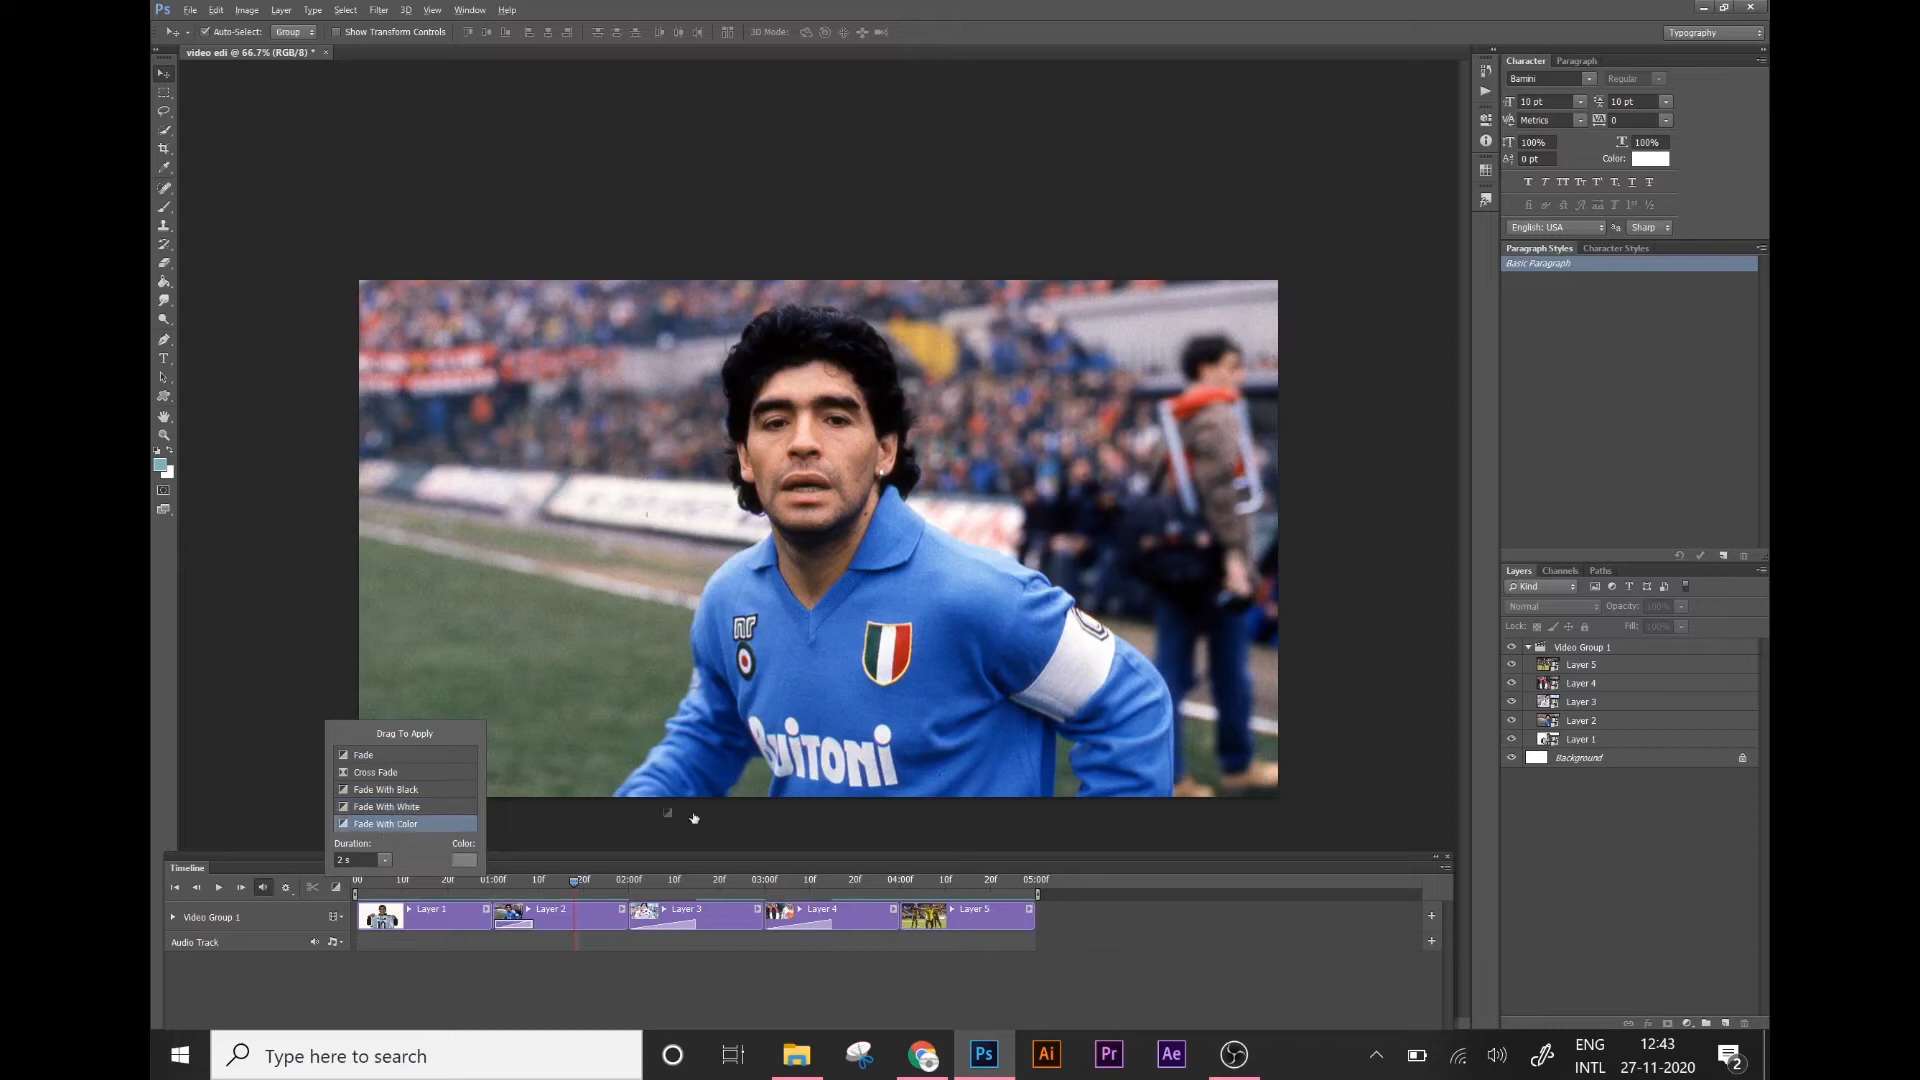 Ps File Edit Image Layer Type Select Filter 3D View Window Help
Auto-Select: Group Show Transform Controls 3D Mode: Typography
video edi @ 66.7% (RGB/8) * ×
Character Paragraph
Bamini Regular
10 pt 10 pt
Metrics 0
100% 100%
0 pt Color:
English: USA Sharp
Paragraph Styles Character Styles
Basic Paragraph
Layers Channels Paths
Kind
Normal Opacity: 100%
Lock: Fill: 100%
Video Group 1
Layer 5
Layer 4
Layer 3
Layer 2
Layer 1
Background
BUITONI
Drag To Apply
Fade
Cross Fade
Fade With Black
Fade With White
Fade With Color
Duration: Color:
2 s
Timeline
00 10f 20f 01:00f 10f 20f 02:00f 10f 20f 03:00f 10f 20f 04:00f 10f 20f 05:00f
Video Group 1 Layer 1 Layer 2 Layer 3 Layer 4 Layer 5
Audio Track
Type here to search
Ps Ai Pr Ae
ENG 12:43
INTL 27-11-2020 2